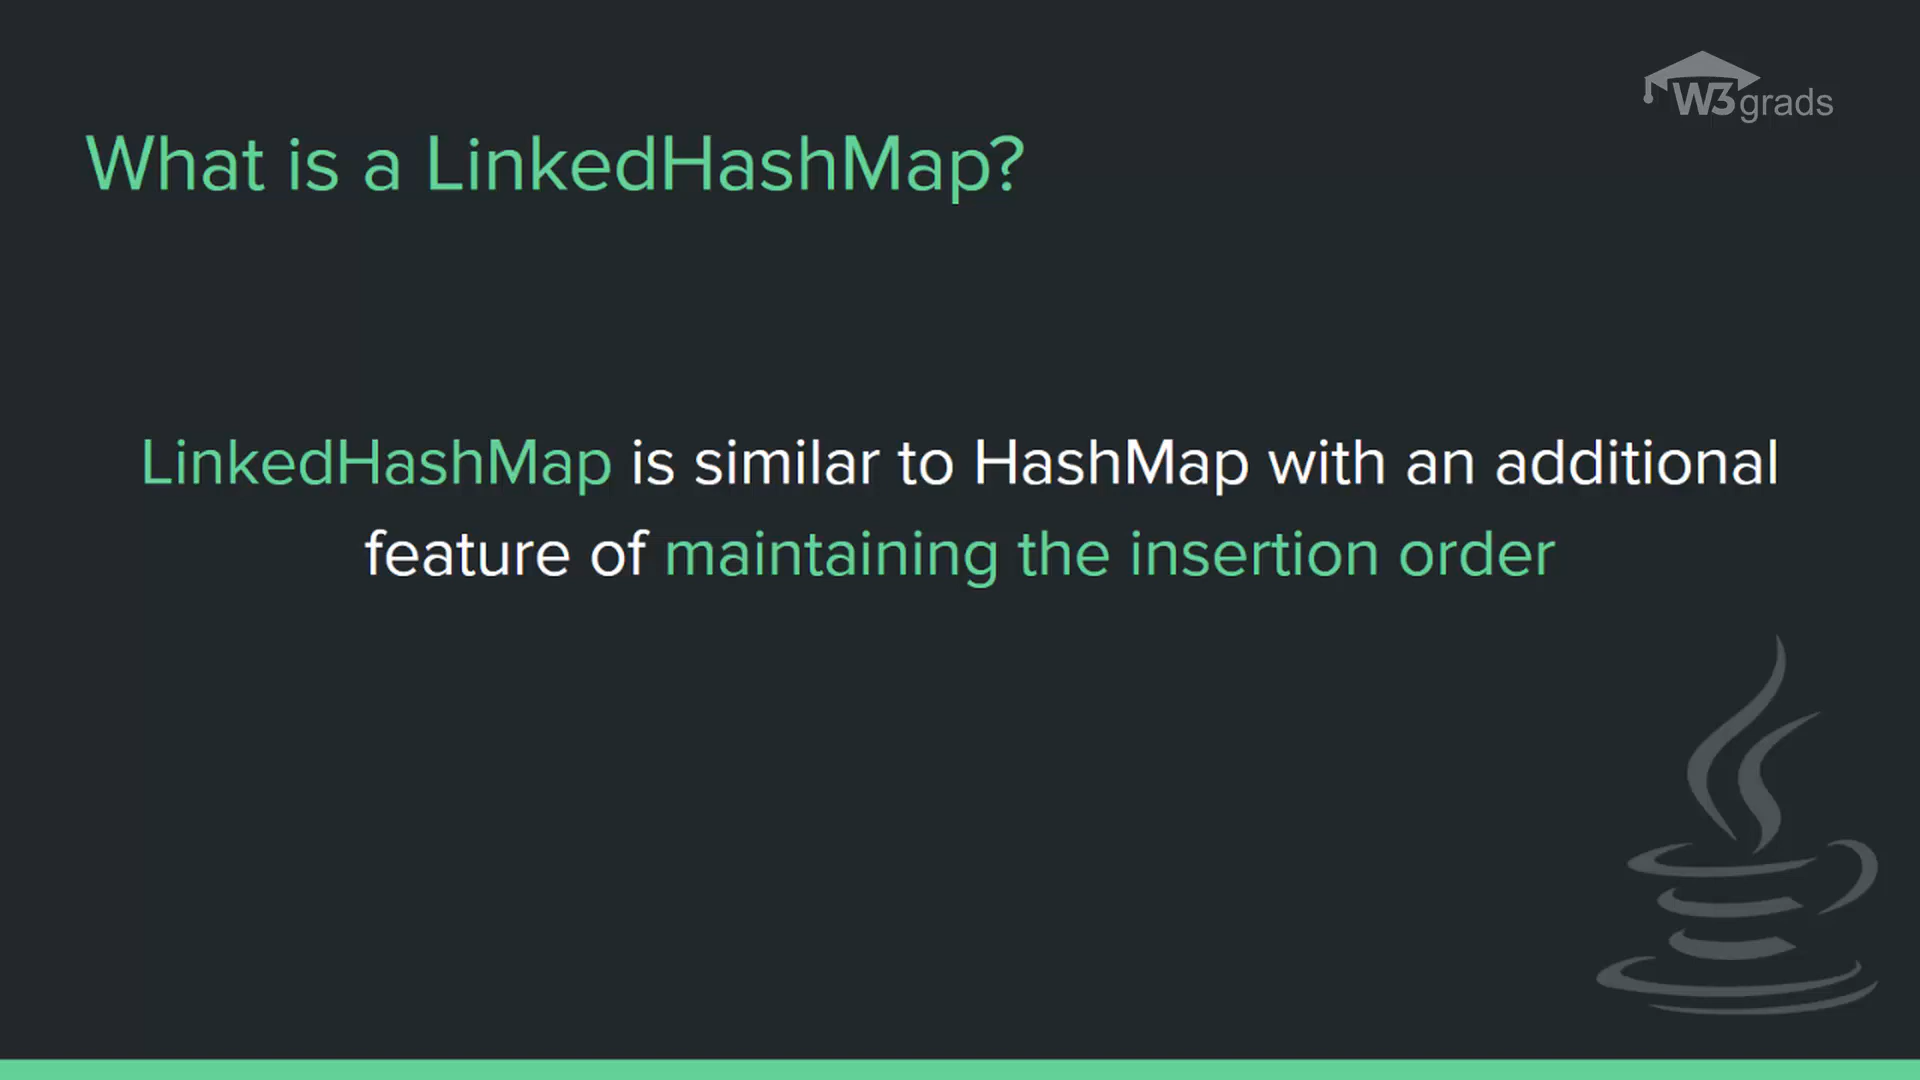 W3grads
What is a LinkedHashMap?
LinkedHashMap is similar to HashMap with an additional
feature of maintaining the insertion order